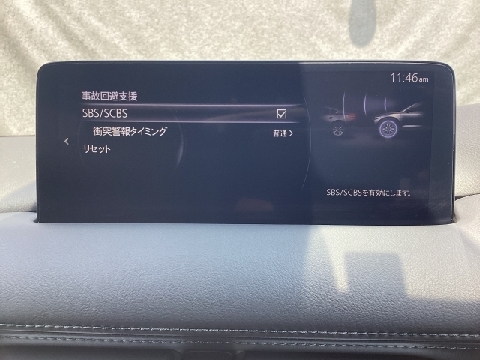 11:46am
事故回避支援
SBS/SCBS
衝突警報タイミング 普通
リセット
SBS/SCBSを有効にします。